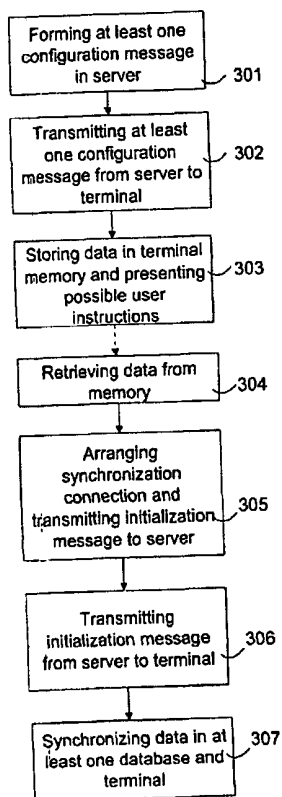 Forming at least one
configuration message
in server
301
Transmitting at least
one configuration
message from server to
terminal
302
Storing data in terminal
memory and presenting
possible user
instructions
303
Retrieving data from
memory
304
Arranging
synchronization
connection and
transmitting initialization
message to server
305
Transmitting
initialization message
from server to terminal
306
Synchronizing data in at
least one database and
terminal
307